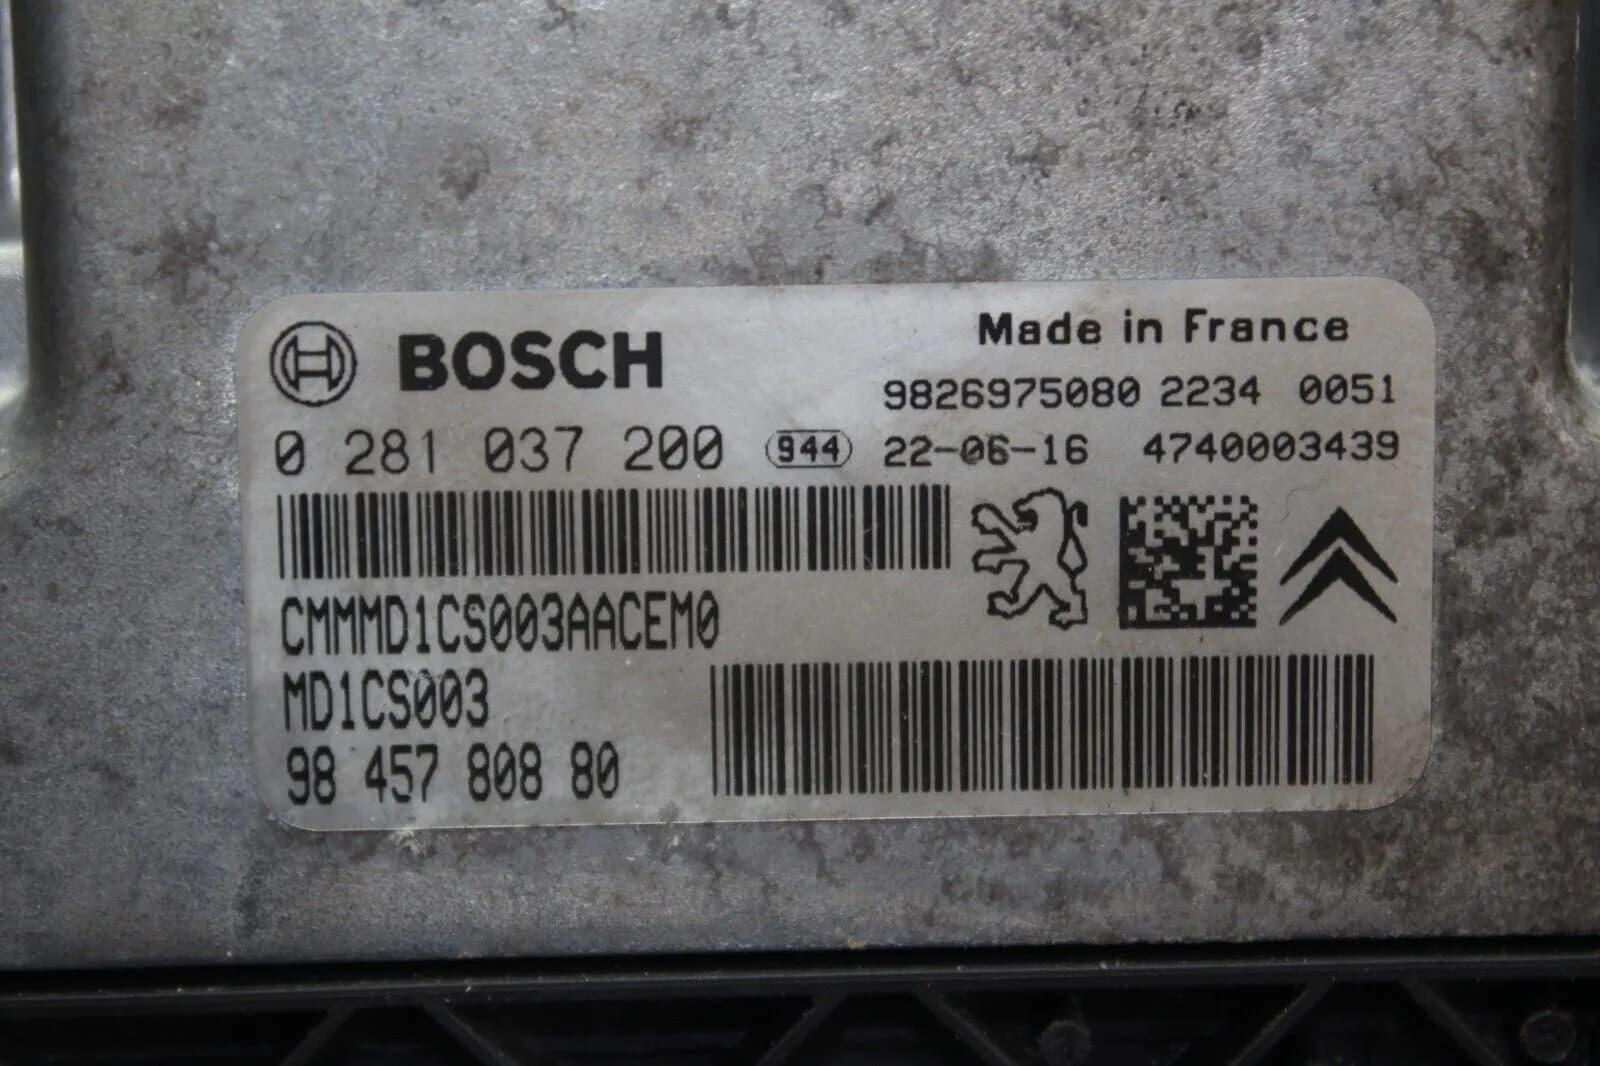 BOSCH
Made in France
9826975080 2234 0051
0 281 037 200 944 22-06-16 4740003439
CMMMD1CS003AACEM0
MD1CS003
98 457 808 80